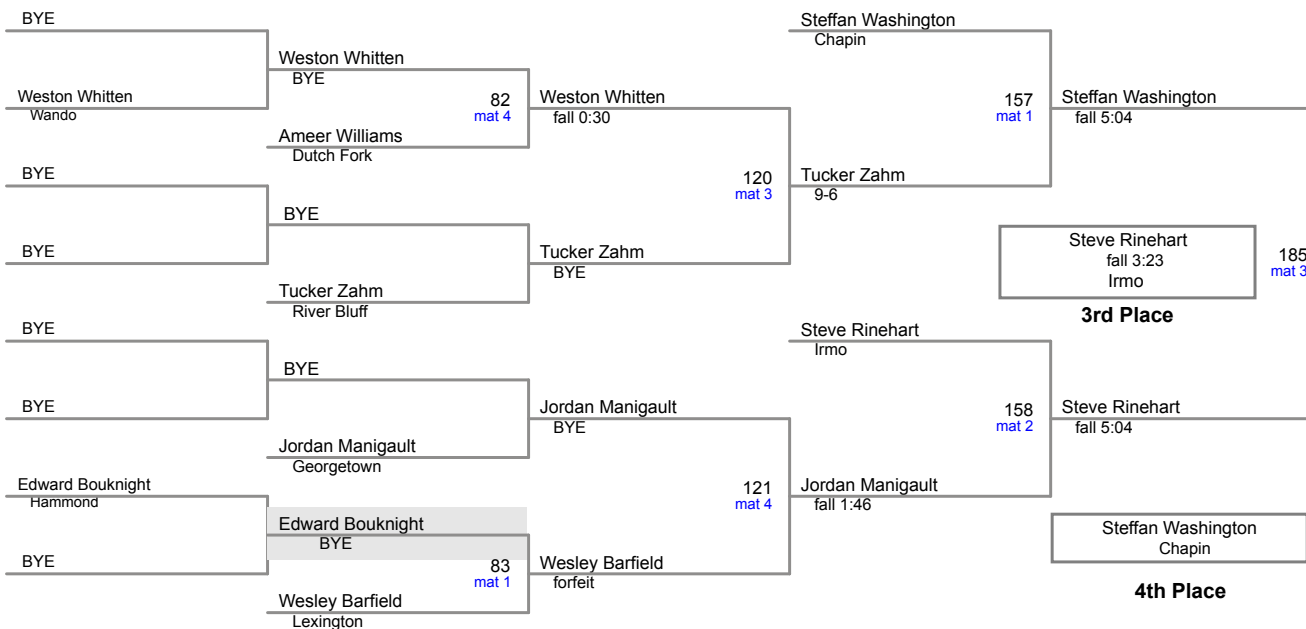 BYE
Weston Whitten
Wando
BYE
BYE
BYE
BYE
Edward Bouknight
Hammond
BYE
Weston Whitten
BYE
82
mat 4
Ameer Williams
Dutch Fork
BYE
Tucker Zahm
River Bluff
BYE
Jordan Manigault
Georgetown
Edward Bouknight
BYE
83
mat 1
Wesley Barfield
Lexington
Weston Whitten
fall 0:30
120
mat 3
Tucker Zahm
BYE
Jordan Manigault
BYE
121
mat 4
Wesley Barfield
forfeit
Steffan Washington
Chapin
157
mat 1
Tucker Zahm
9-6
Steve Rinehart
Irmo
158
mat 2
Jordan Manigault
fall 1:46
Steffan Washington
fall 5:04
Steve Rinehart
fall 3:23
Irmo
185
mat 3
3rd Place
Steve Rinehart
fall 5:04
Steffan Washington
Chapin
4th Place